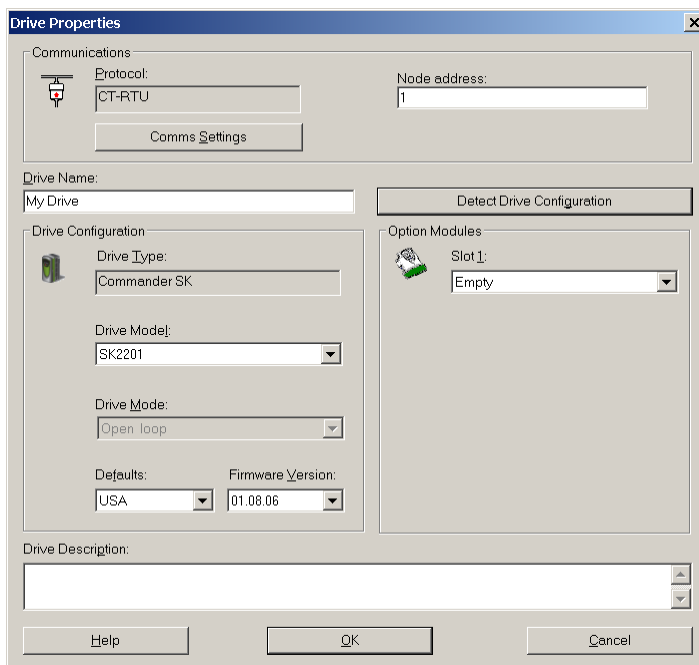 Drive Properties
Communications
Protocol:
CT-RTU
Node address:
1
Comms Settings
Drive Name:
My Drive
Detect Drive Configuration
Drive Configuration
Drive Type:
Commander SK
Drive Model:
SK2201
Drive Mode:
Open loop
Defaults:
Firmware Version:
USA
01.08.06
Option Modules
Slot 1:
Empty
Drive Description:
Help
OK
Cancel